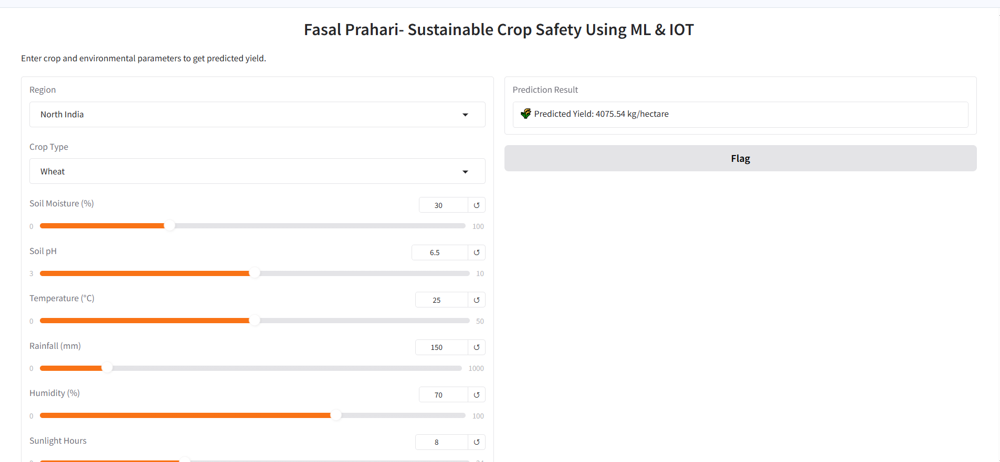 Fasal Prahari- Sustainable Crop Safety Using ML & IOT
Enter crop and environmental parameters to get predicted yield.
Region
North India
Crop Type
Wheat
Soil Moisture (%)
30
0
100
Soil pH
6.5
3
10
Temperature (°C)
25
0
50
Rainfall (mm)
150
0
1000
Humidity (%)
70
0
100
Sunlight Hours
8
Prediction Result
Predicted Yield: 4075.54 kg/hectare
Flag